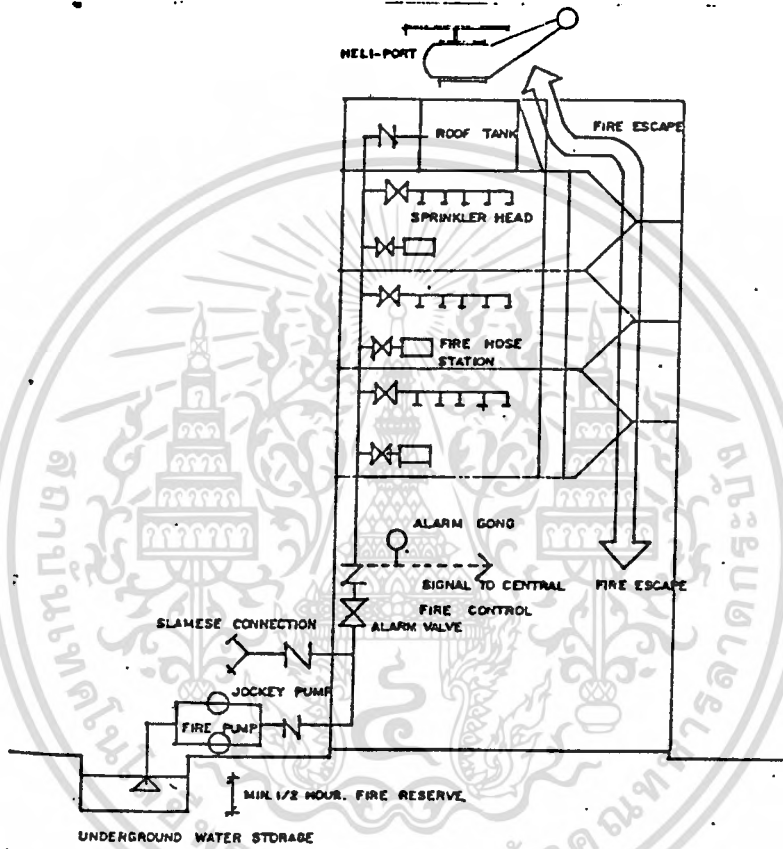 HELI-PORT
ROOF TANK
FIRE ESCAPE
SPRINKLER HEAD
FIRE HOSE
STATION
ALARM GONG
SIGNAL TO CENTRAL
FIRE ESCAPE
FIRE CONTROL
ALARM VALVE
SIAMESE CONNECTION
JOCKEY PUMP
FIRE PUMP
MIN. 1/2 HOUR. FIRE RESERVE.
UNDERGROUND WATER STORAGE